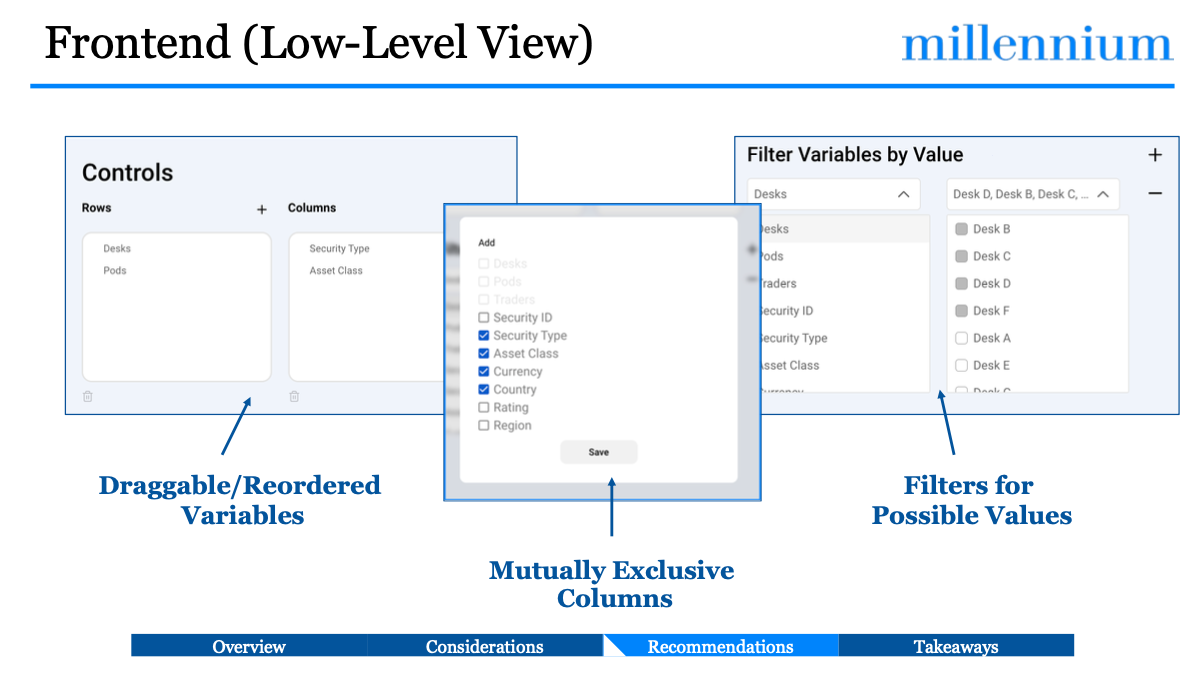 Frontend (Low-Level View)
millennium
Controls
Rows
Columns
Desks
Pods
Security Type
Asset Class
Add
Desks
Pods
Traders
Security ID
Security Type
Asset Class
Currency
Country
Rating
Region
Save
Filter Variables by Value
Desks
Desk D, Desk B, Desk C, ...
Desks
Pods
Traders
Security ID
Security Type
Asset Class
Currency
Desk B
Desk C
Desk D
Desk F
Desk A
Desk E
Draggable/Reordered
Variables
Mutually Exclusive
Columns
Filters for
Possible Values
Overview
Considerations
Recommendations
Takeaways